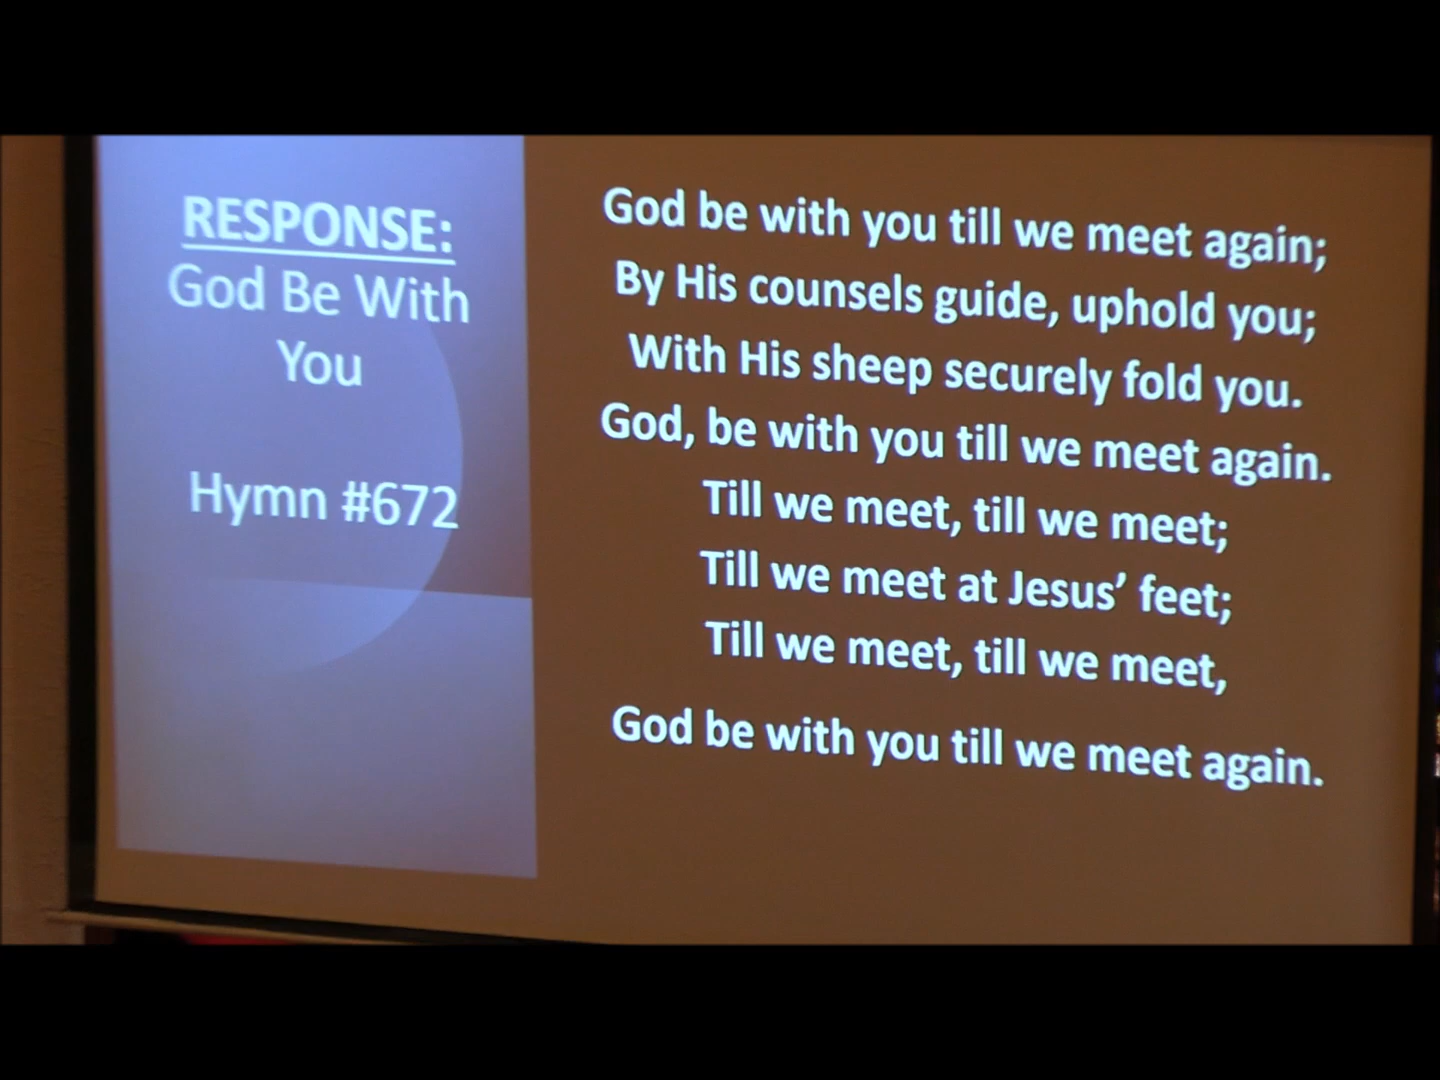 RESPONSE:
God Be With
You
Hymn #672
God be with you till we meet again;
By His counsels guide, uphold you;
With His sheep securely fold you.
God, be with you till we meet again.
Till we meet, till we meet;
Till we meet at Jesus’ feet;
Till we meet, till we meet,
God be with you till we meet again.